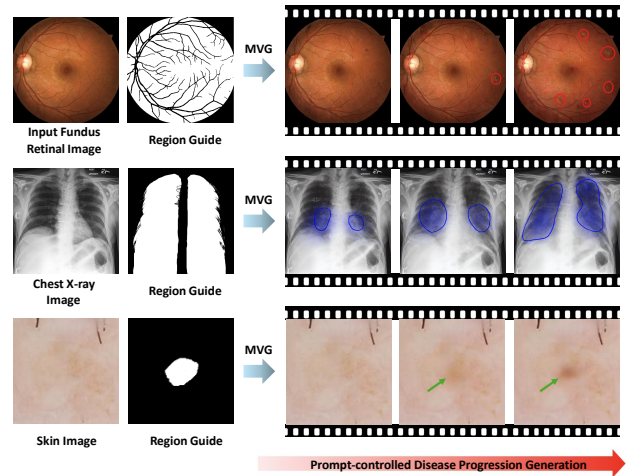 MVG
Input Fundus
Retinal Image
Region Guide
MVG
Chest X-ray
Image
Region Guide
MVG
Skin Image
Region Guide
Prompt-controlled Disease Progression Generation